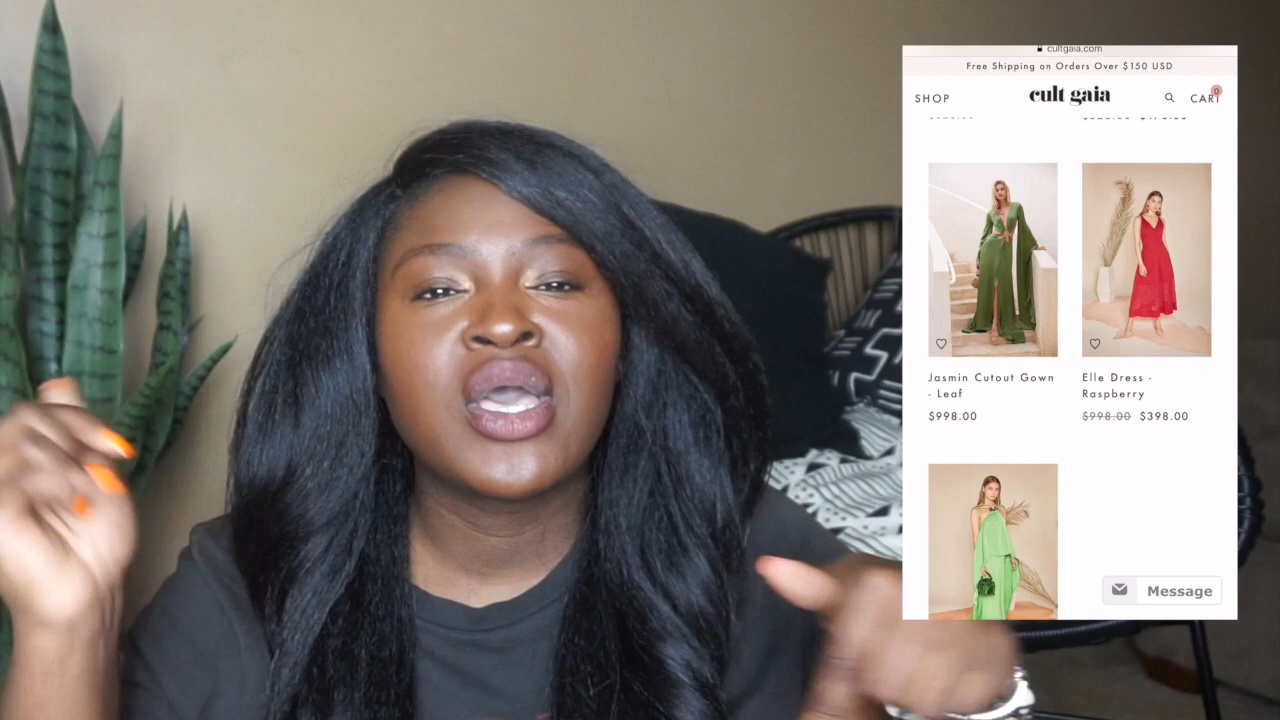 cultgaia.com
Free Shipping on Orders Over $150 USD
SHOP
cult gaia
CART
0
Jasmin Cutout Gown
- Leaf
$998.00
Elle Dress -
Raspberry
$998.00 $398.00
Message